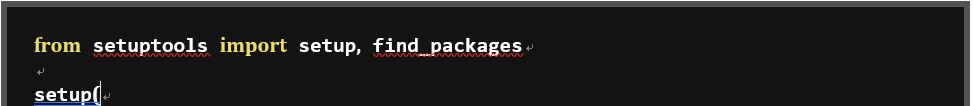 from setuptools import setup, find_packages
setup(